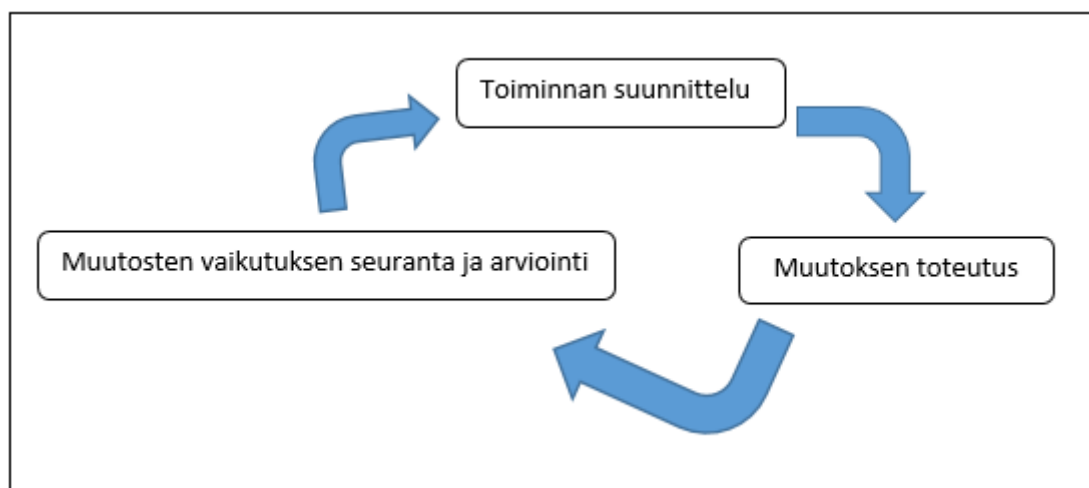 Toiminnan suunnittelu
Muutosten vaikutuksen seuranta ja arviointi
Muutoksen toteutus